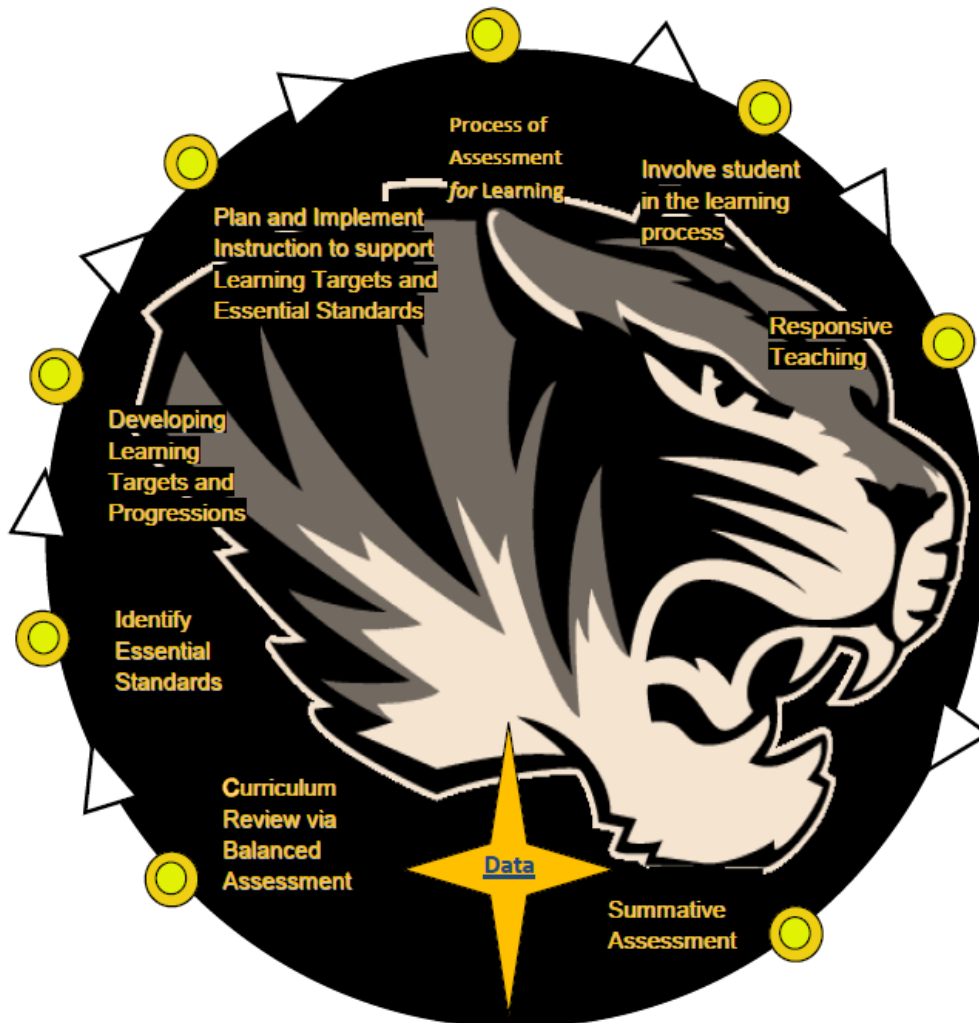 Process of
Assessment
for Learning
Involve student
in the learning
process
Plan and Implement
Instruction to support
Learning Targets and
Essential Standards
Responsive
Teaching
Developing
Learning
Targets and
Progressions
Identify
Essential
Standards
Curriculum
Review via
Balanced
Assessment
Data
Summative
Assessment